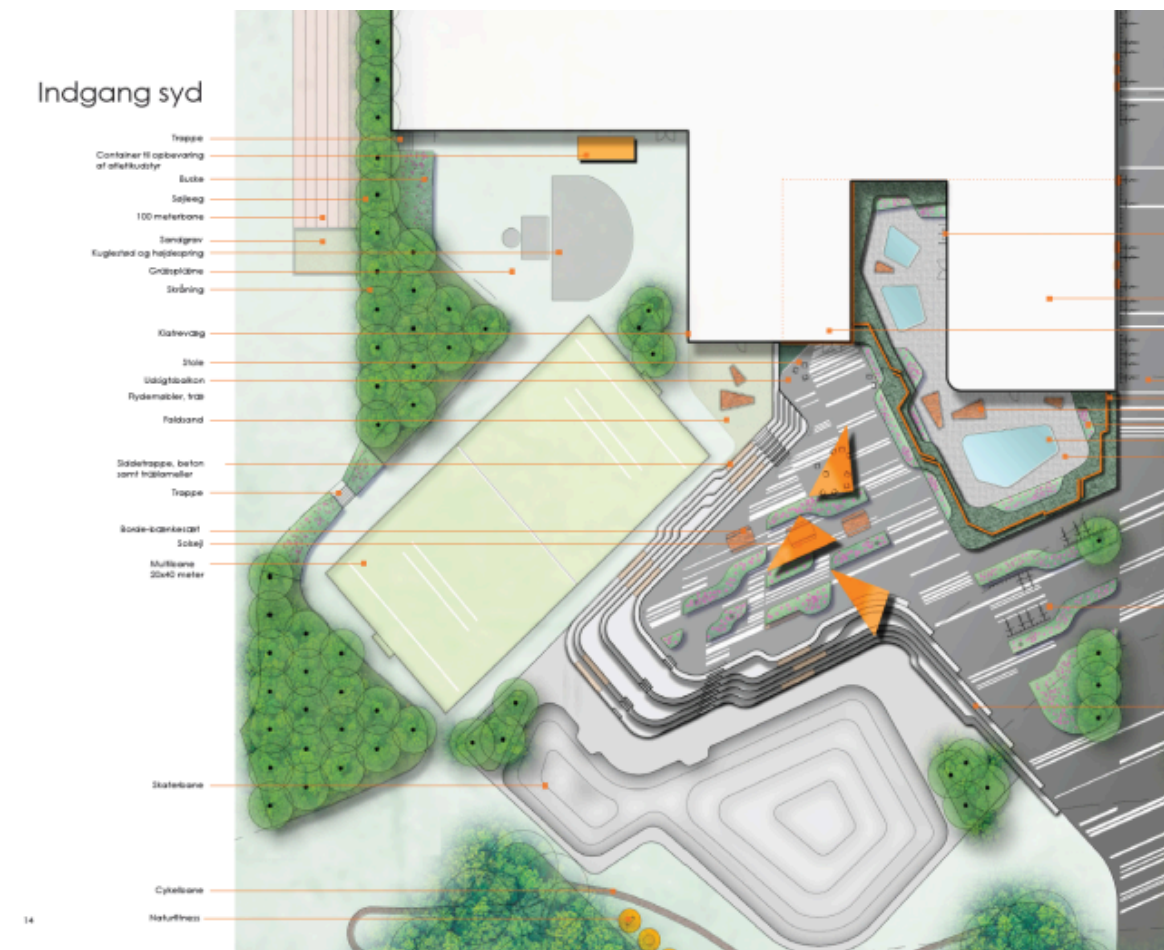 Indgang syd
Trappe
Container til opbevaring
af atletikudstyr
Buske
Søjleeg
100 meterbane
Sandgrav
Kuglestød og højdespring
Græsplæne
Skråning
Klatrevæg
Stole
Udsigtsbalkon
Flydemøbler, træ
Faldsand
Siddetrappe, beton
samt trælameller
Trappe
Borde-bænkesæt
Solsejl
Multibane
20x40 meter
Skaterbane
Cykelbane
Naturfitness
14